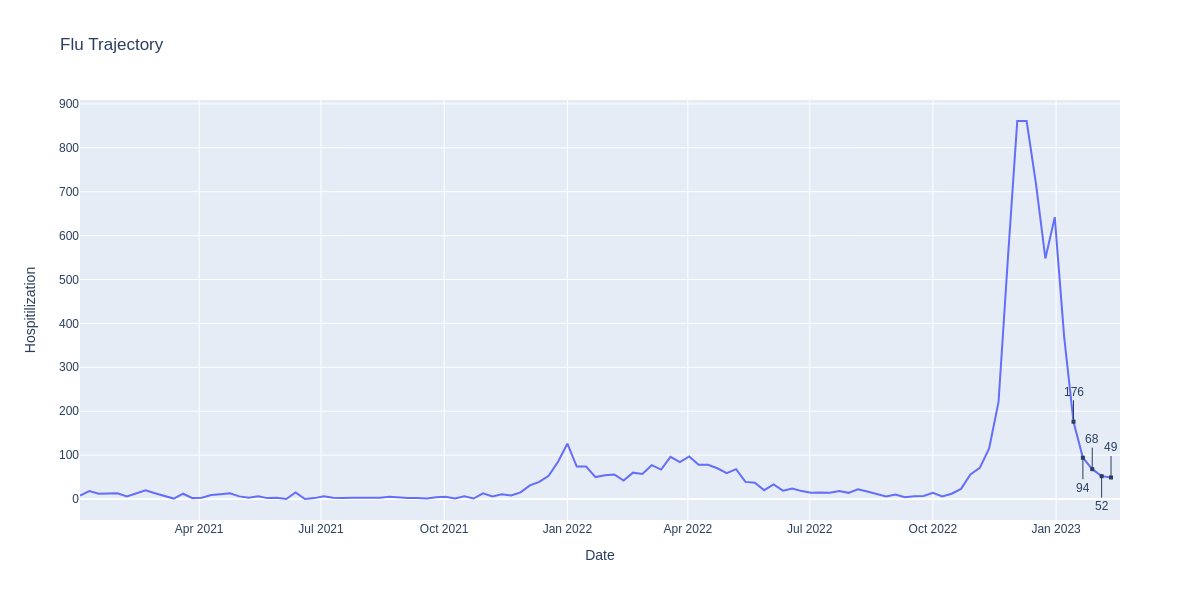 Flu Trajectory
Hospitilization
900
800
700
600
500
400
300
200
100
0
176
94
68
52
49
Apr 2021
Jul 2021
Oct 2021
Jan 2022
Apr 2022
Jul 2022
Oct 2022
Jan 2023
Date